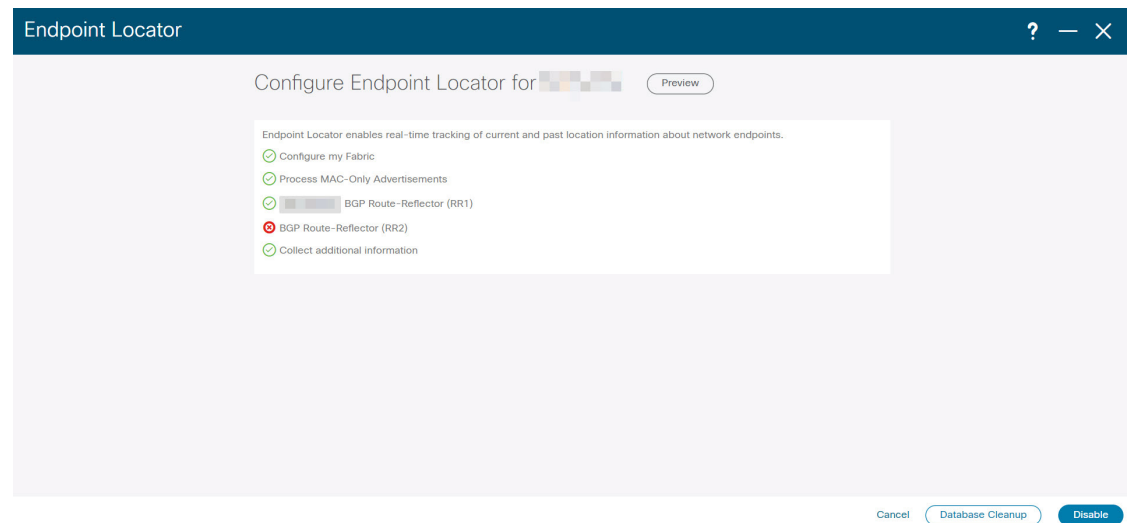 Endpoint Locator
? — ×
Configure Endpoint Locator for
Preview
Endpoint Locator enables real-time tracking of current and past location information about network endpoints.
Configure my Fabric
Process MAC-Only Advertisements
BGP Route-Reflector (RR1)
BGP Route-Reflector (RR2)
Collect additional information
Cancel Database Cleanup Disable